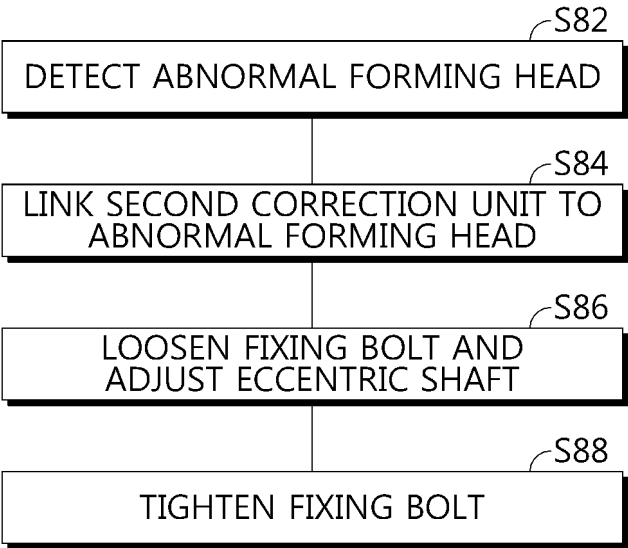 S82
DETECT ABNORMAL FORMING HEAD
S84
LINK SECOND CORRECTION UNIT TO
ABNORMAL FORMING HEAD
S86
LOOSEN FIXING BOLT AND
ADJUST ECCENTRIC SHAFT
S88
TIGHTEN FIXING BOLT